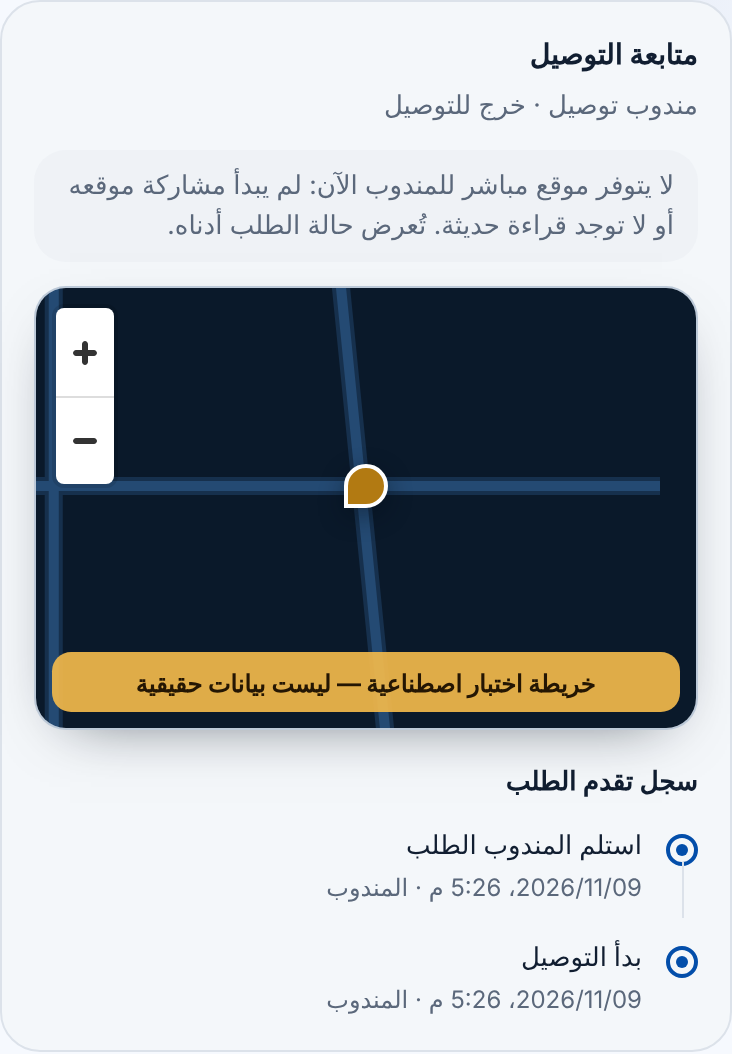 متابعة التوصيل
مندوب توصيل · خرج للتوصيل
لا يتوفر موقع مباشر للمندوب الآن: لم يبدأ مشاركة موقعه
أو لا توجد قراءة حديثة. تُعرض حالة الطلب أدناه.
+
−
خريطة اختبار اصطناعية — ليست بيانات حقيقية
سجل تقدم الطلب
استلم المندوب الطلب
2026/11/09، 5:26 م · المندوب
بدأ التوصيل
2026/11/09، 5:26 م · المندوب